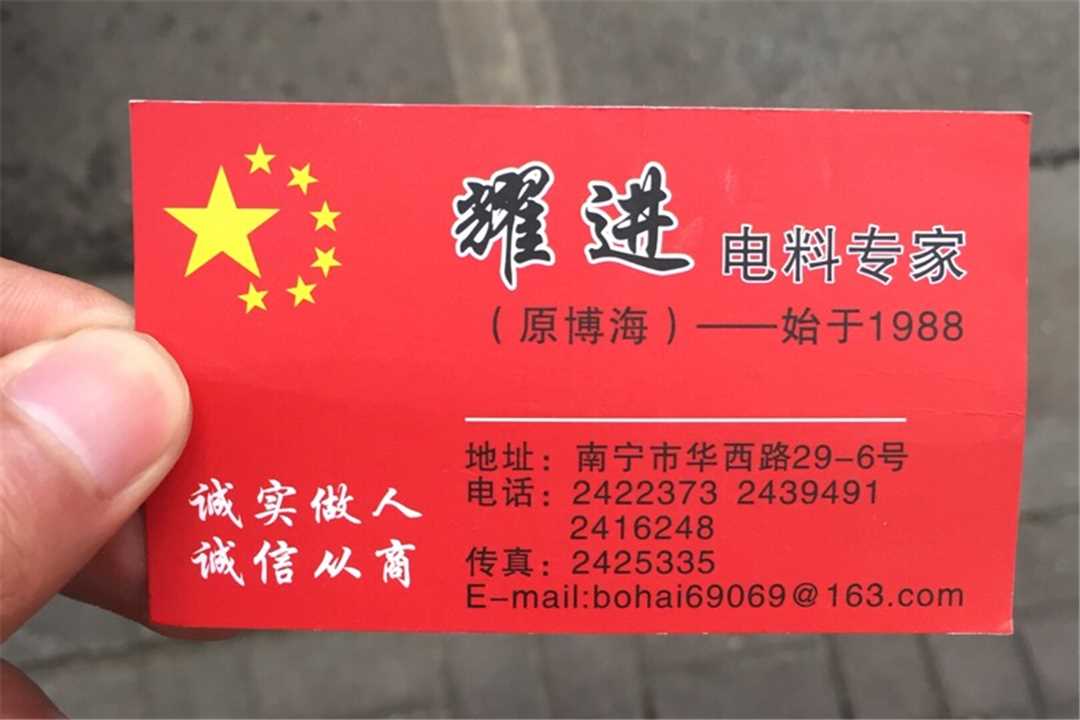 耀进 电料专家
（原博海）——始于1988
地址：南宁市华西路29-6号
电话：2422373 2439491
2416248
传真：2425335
E-mail:bohai69069@163.com
诚实做人
诚信从商